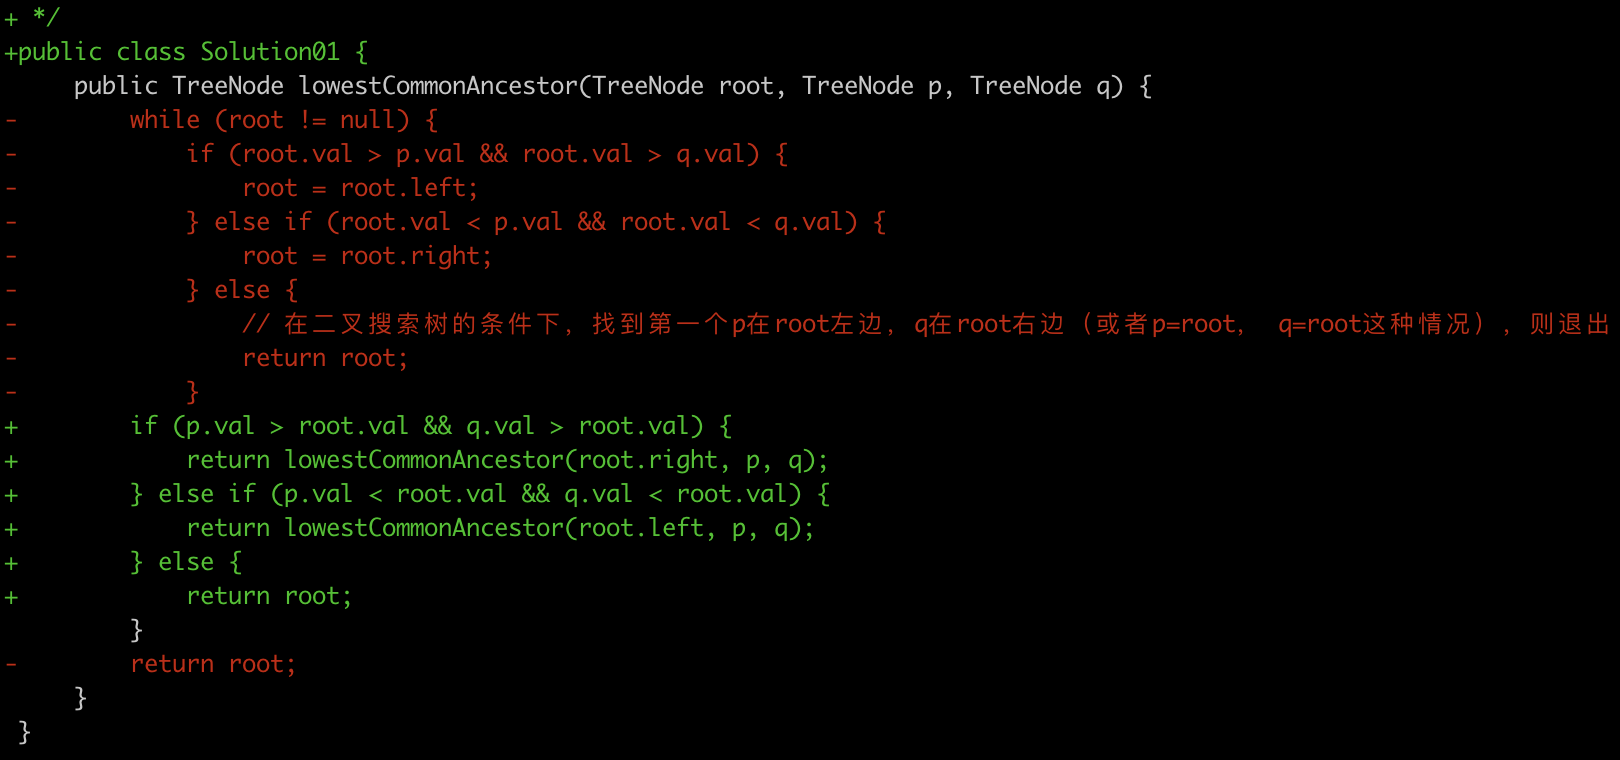 + */
+public class Solution01 {
     public TreeNode lowestCommonAncestor(TreeNode root, TreeNode p, TreeNode q) {
-        while (root != null) {
-            if (root.val > p.val && root.val > q.val) {
-                root = root.left;
-            } else if (root.val < p.val && root.val < q.val) {
-                root = root.right;
-            } else {
-                // 在二叉搜索树的条件下，找到第一个p在root左边，q在root右边（或者p=root， q=root这种情况），则退出
-                return root;
-            }
+        if (p.val > root.val && q.val > root.val) {
+            return lowestCommonAncestor(root.right, p, q);
+        } else if (p.val < root.val && q.val < root.val) {
+            return lowestCommonAncestor(root.left, p, q);
+        } else {
+            return root;
         }
-        return root;
     }
 }